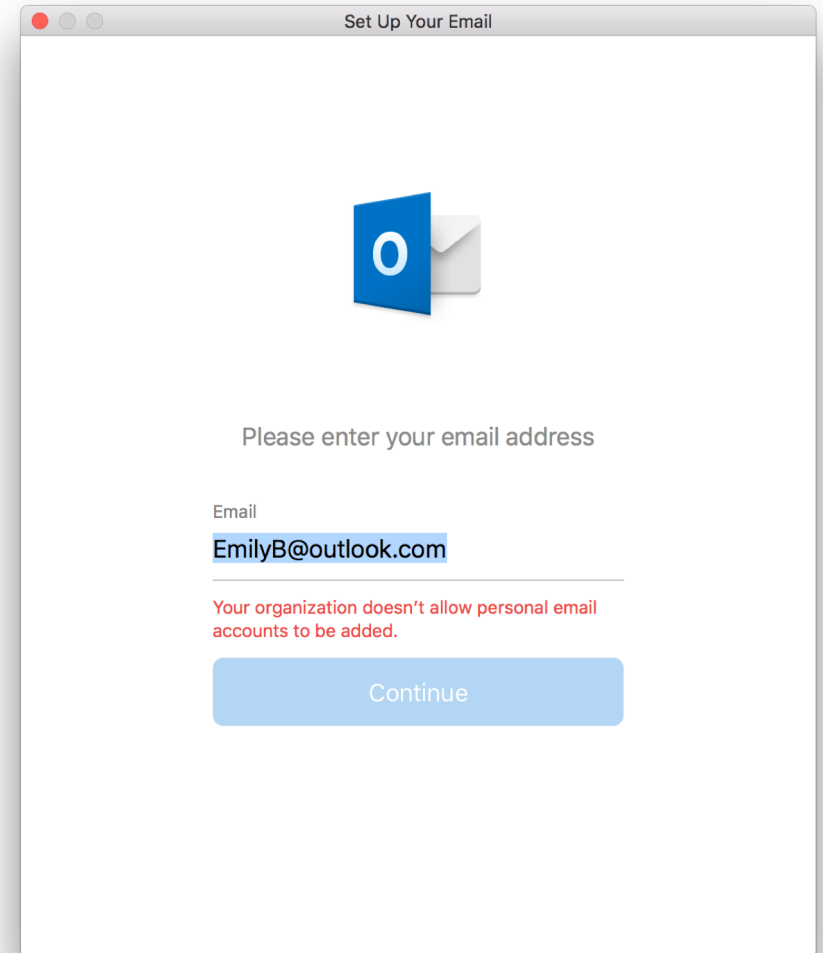 Set Up Your Email
O
Please enter your email address
Email
EmilyB@outlook.com
Your organization doesn’t allow personal email
accounts to be added.
Continue